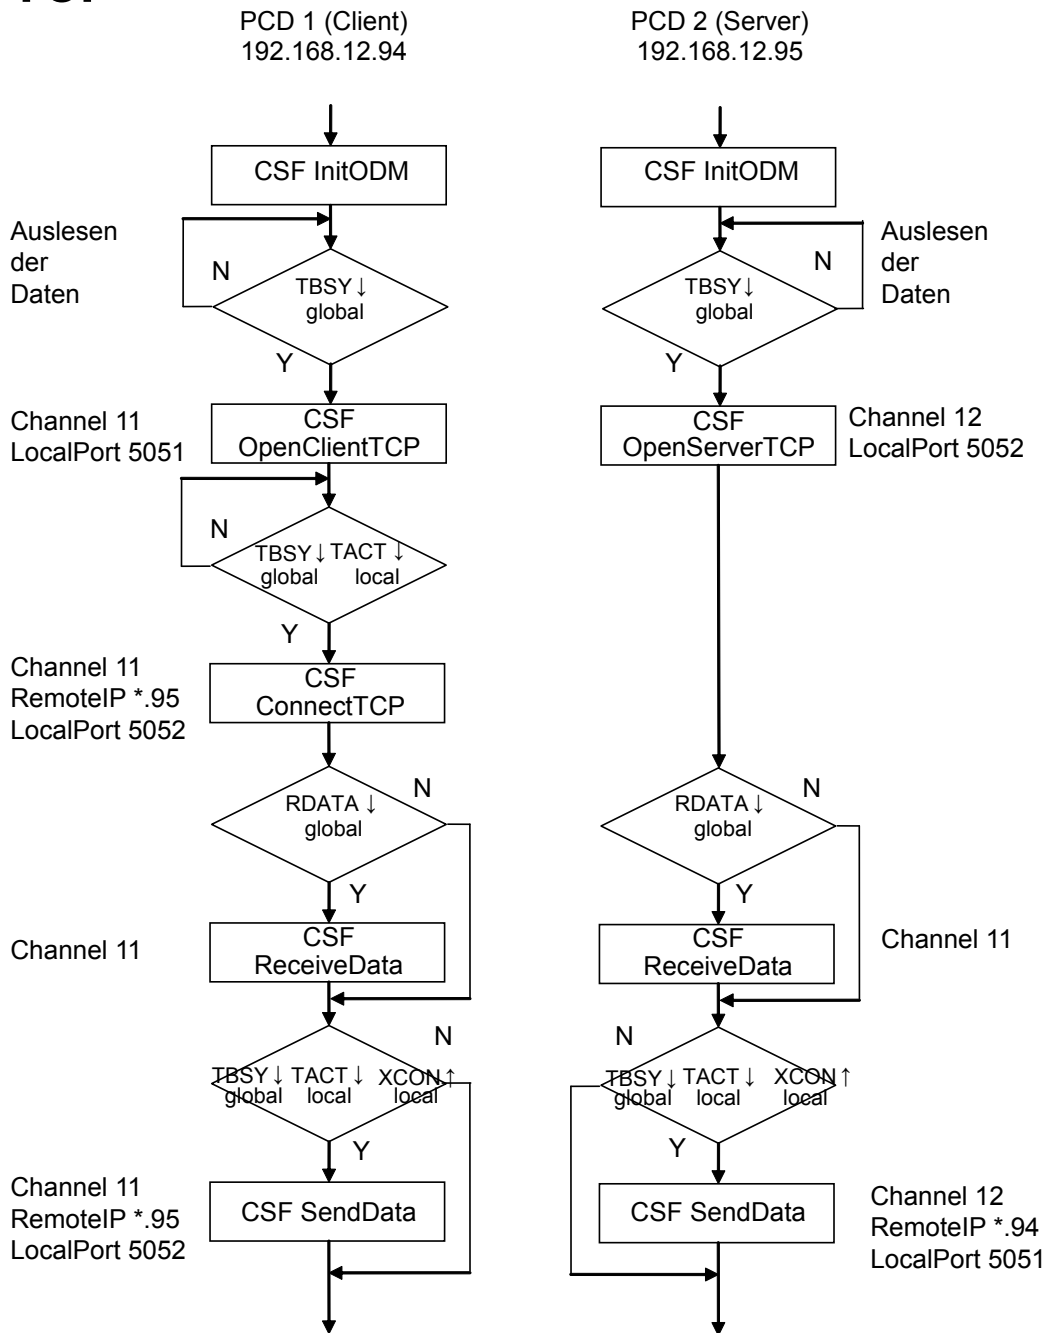 PCD 1 (Client)
192.168.12.94
PCD 2 (Server)
192.168.12.95
CSF InitODM
CSF InitODM
Auslesen
der
Daten
N
TBSY↓
global
Y
N
TBSY↓
global
Y
Auslesen
der
Daten
Channel 11
LocalPort 5051
CSF
OpenClientTCP
CSF
OpenServerTCP
Channel 12
LocalPort 5052
N
TBSY↓ TACT↓
global local
Y
Channel 11
RemoteIP *.95
LocalPort 5052
CSF
ConnectTCP
RDATA ↓
global
N
Y
RDATA ↓
global
N
Y
Channel 11
CSF
ReceiveData
CSF
ReceiveData
Channel 11
N
TBSY↓ TACT↓ XCON↑
global local local
Y
N
TBSY↓ TACT↓ XCON↑
global local local
Y
Channel 11
RemoteIP *.95
LocalPort 5052
CSF SendData
CSF SendData
Channel 12
RemoteIP *.94
LocalPort 5051